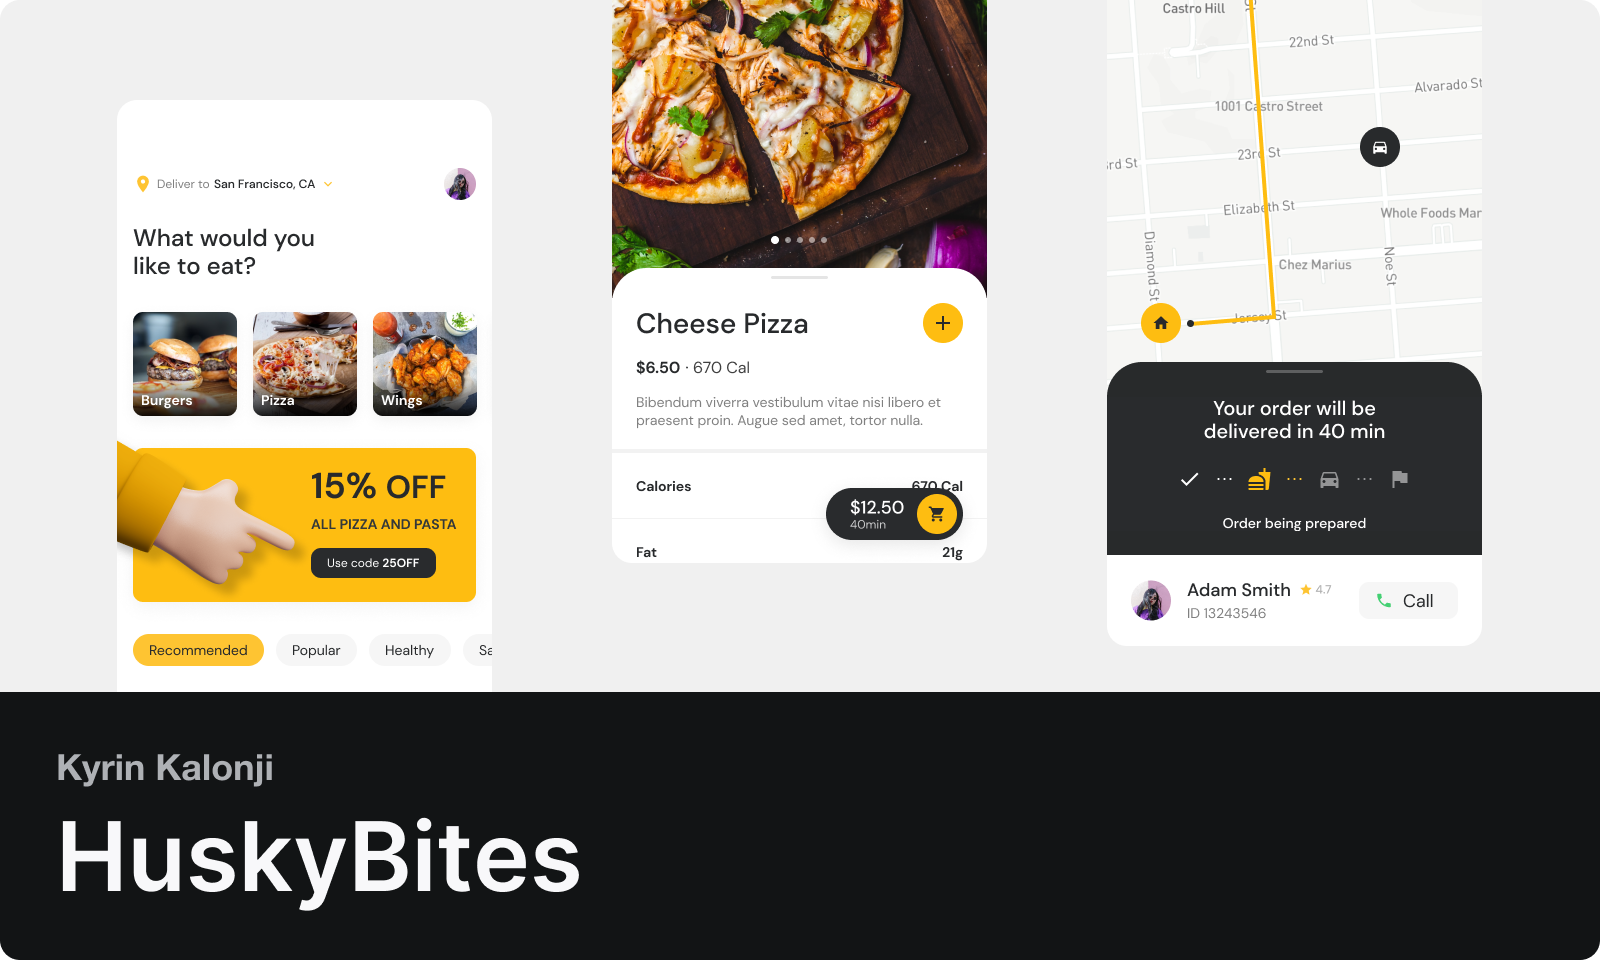 Deliver to San Francisco, CA
What would you
like to eat?
Burgers
Pizza
Wings
15% OFF
ALL PIZZA AND PASTA
Use code 25OFF
Recommended
Popular
Healthy
Sa
Cheese Pizza
$6.50 · 670 Cal
Bibendum viverra vestibulum vitae nisi libero et
praesent proin. Augue sed amet, tortor nulla.
Calories
670 Cal
$12.50
40min
Fat
21g
Castro Hill
22nd St
Alvarado St
1001 Castro Street
23rd St
rd St
Elizabeth St
Whole Foods Mar
Diamond St
Chez Marius
Noe St
Jersey St
Your order will be
delivered in 40 min
Order being prepared
Adam Smith 4.7
ID 13243546
Call
Kyrin Kalonji
HuskyBites